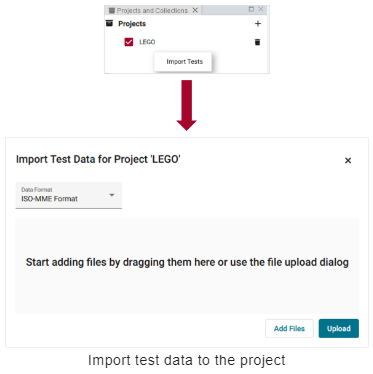 Projects and Collections
Projects
LEGO
Import Tests
Import Test Data for Project 'LEGO'
Data Format
ISO-MME Format
Start adding files by dragging them here or use the file upload dialog
Add Files
Upload
Import test data to the project